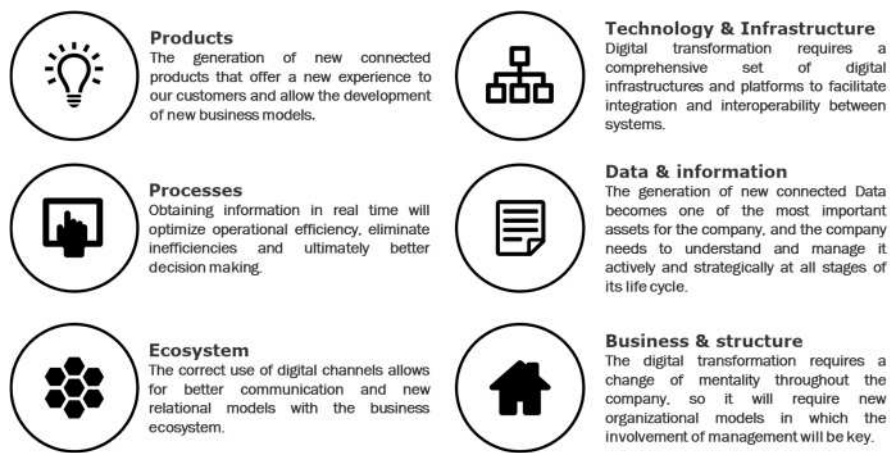 Products
The generation of new connected
products that offer a new experience to
our customers and allow the development
of new business models.
Processes
Obtaining information in real time will
optimize operational efficiency, eliminate
inefficiencies and ultimately better
decision making.
Ecosystem
The correct use of digital channels allows
for better communication and new
relational models with the business
ecosystem.
Technology & Infrastructure
Digital transformation requires a
comprehensive set of digital
infrastructures and platforms to facilitate
integration and interoperability between
systems.
Data & information
The generation of new connected Data
becomes one of the most important
assets for the company, and the company
needs to understand and manage it
actively and strategically at all stages of
its life cycle.
Business & structure
The digital transformation requires a
change of mentality throughout the
company, so it will require new
organizational models in which the
involvement of management will be key.